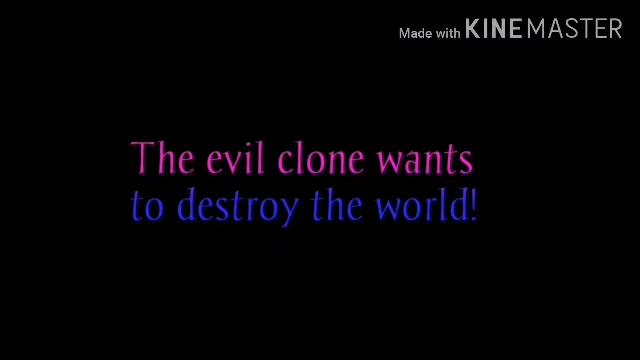 Made with KINEMASTER
The evil clone wants
to destroy the world!